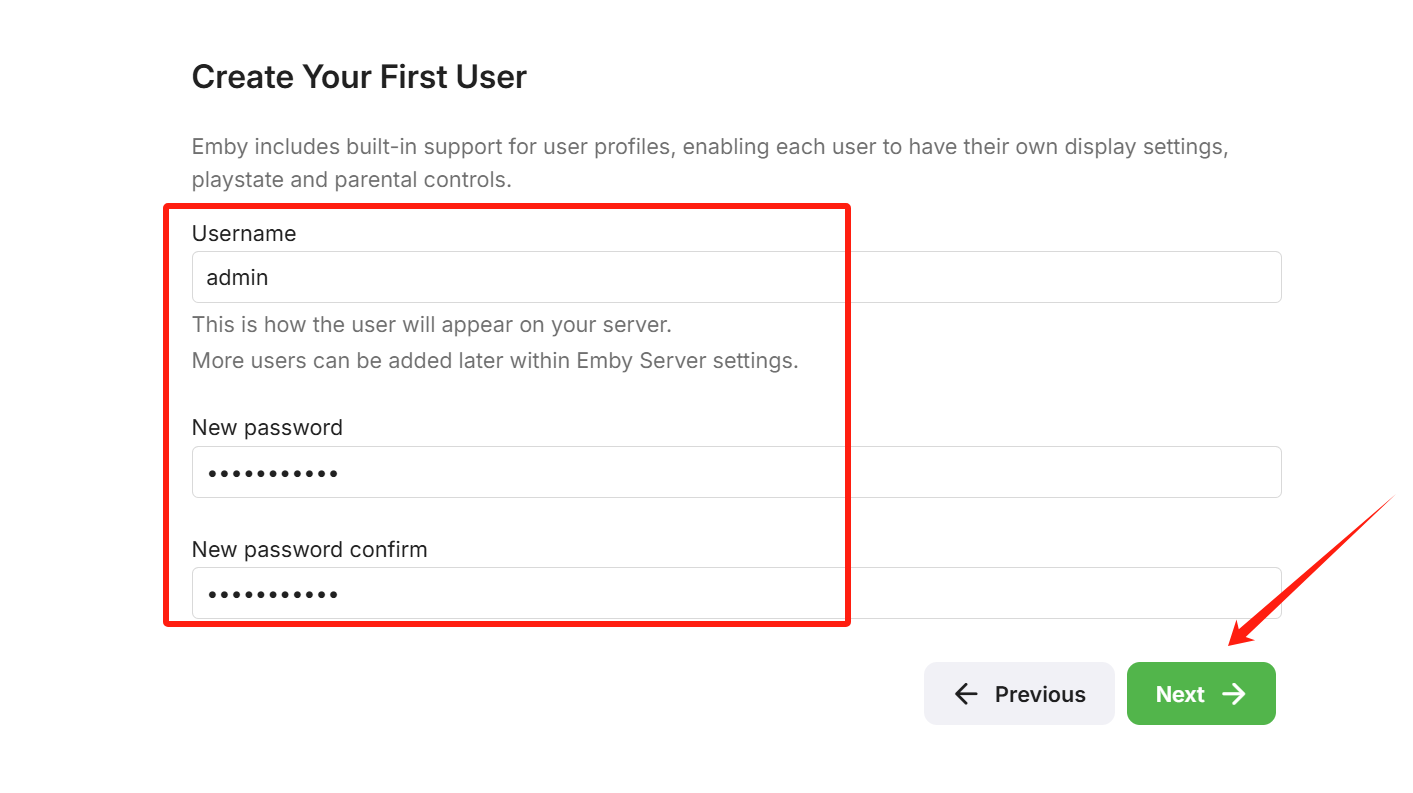 Create Your First User
Emby includes built-in support for user profiles, enabling each user to have their own display settings,
playstate and parental controls.
Username
admin
This is how the user will appear on your server.
More users can be added later within Emby Server settings.
New password
•••••••••••
New password confirm
•••••••••••
Previous
Next